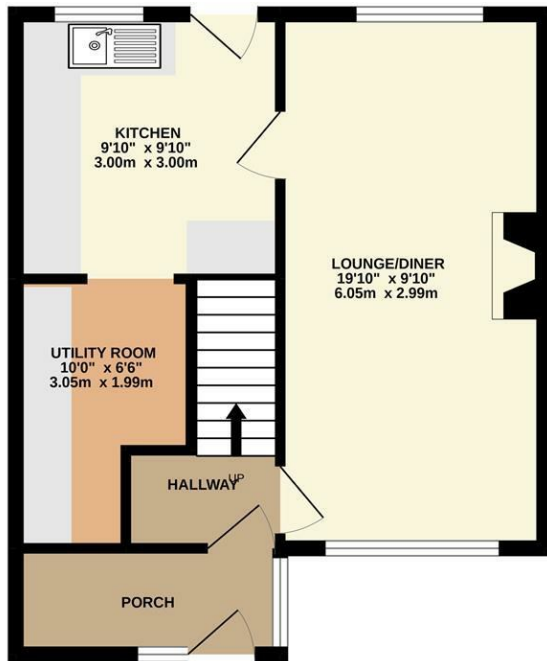 KITCHEN
9'10" x 9'10"
3.00m x 3.00m
LOUNGE/DINER
19'10" x 9'10"
6.05m x 2.99m
UTILITY ROOM
10'0" x 6'6"
3.05m x 1.99m
UP
HALLWAY
PORCH